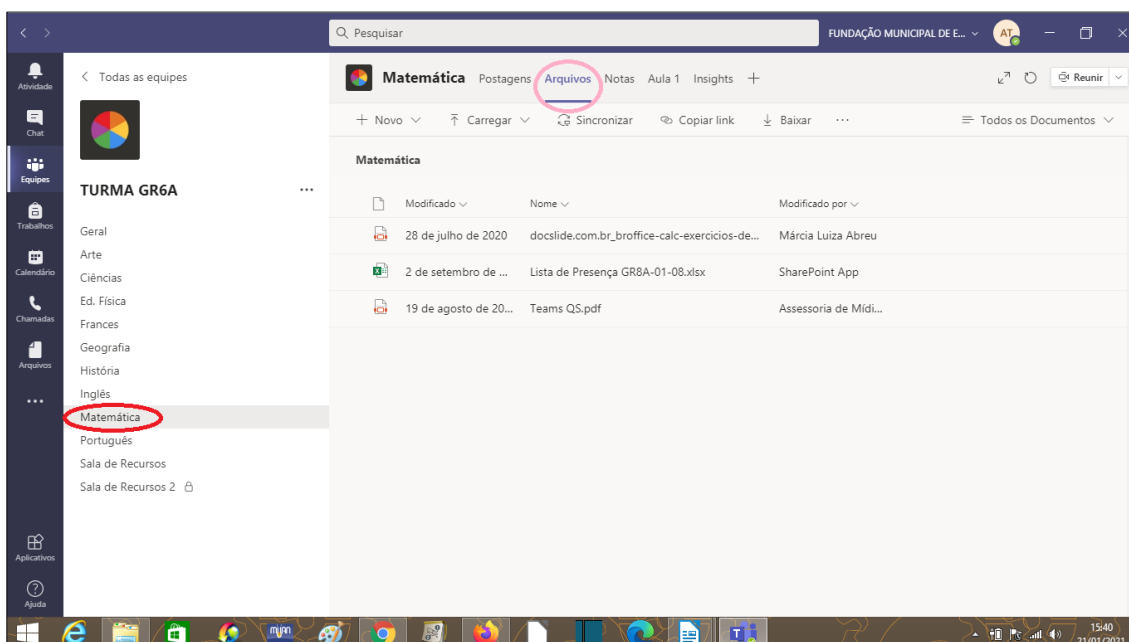 Pesquisar
FUNDAÇÃO MUNICIPAL DE E...
AT
Atividade
Chat
Equipes
Trabalhos
Calendário
Chamadas
Arquivos
Aplicativos
Ajuda
Todas as equipes
TURMA GR6A
Geral
Arte
Ciências
Ed. Física
Frances
Geografia
História
Inglês
Matemática
Português
Sala de Recursos
Sala de Recursos 2
Matemática Postagens Arquivos Notas Aula 1 Insights +
Reunir
+ Novo Carregar Sincronizar Copiar link Baixar ... Todos os Documentos
Matemática
Modificado Nome Modificado por
28 de julho de 2020 docslide.com.br_broffice-calc-exercicios-de... Márcia Luiza Abreu
2 de setembro de ... Lista de Presença GR8A-01-08.xlsx SharePoint App
19 de agosto de 20... Teams QS.pdf Assessoria de Mídi...
15:40
21/01/2021